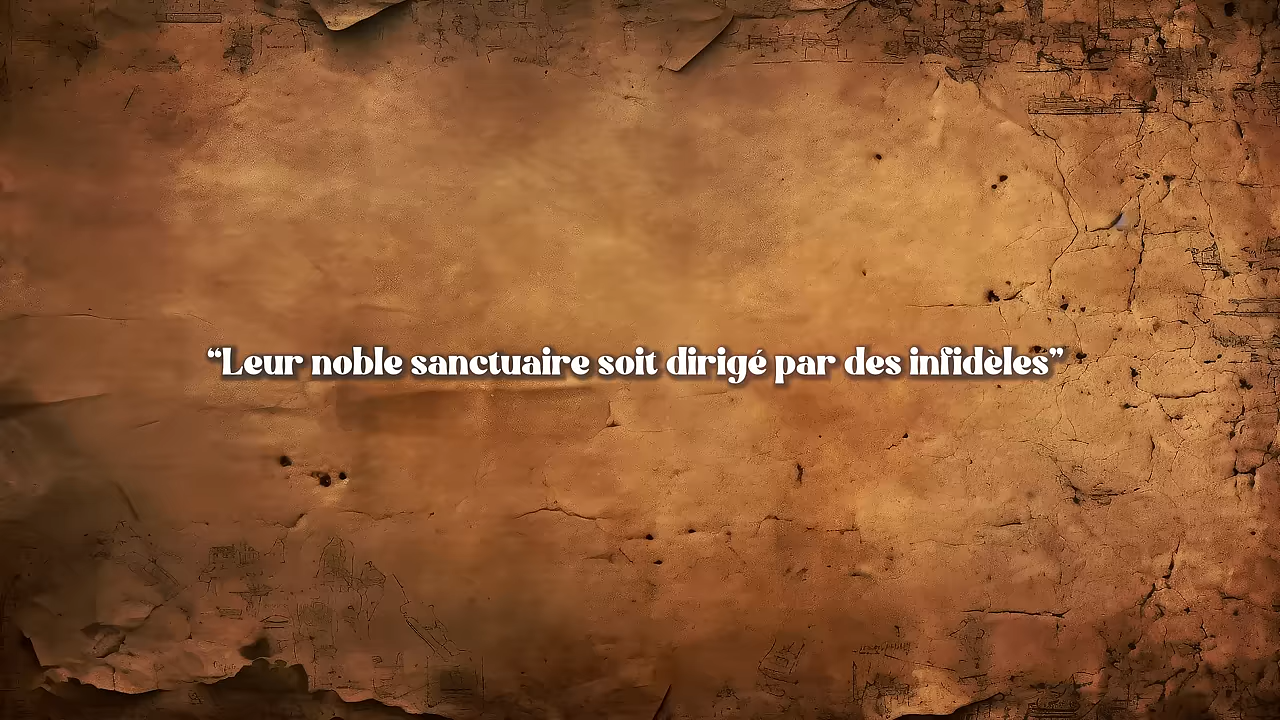 “Leur noble sanctuaire soit dirigé par des infidèles”